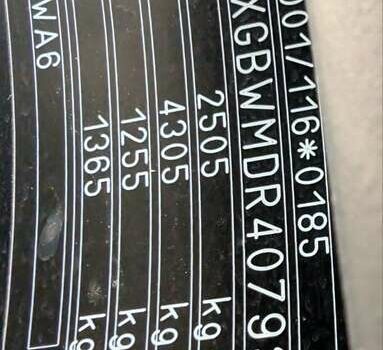 001/116*0185
XGBWMDR4079
2505 kg
4305 kg
1255 kg
1365 kg
WA6